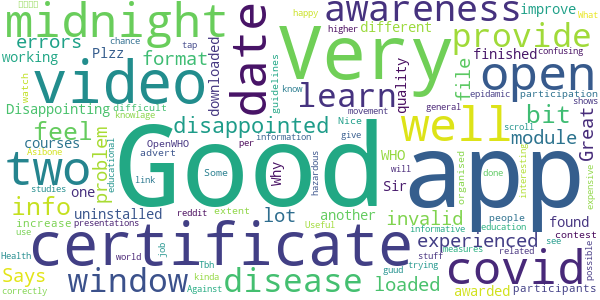 midnight
awareness
What
happy
chance
higher
tap
confusing
Plzz
different
improve
errors
date
Very
provide
working
format
downloaded
finished
shows
watch
video
guidelines
know
file
epidemic
participation
open
Disappointing
difficult
knowlage
movement
general
learn
quality
Nice
information
give
scroll
bit
Great
feel
problem
educational
disappointed
well
module
courses
OpenWHO
per
Why
hazardous
WHO
organised
interesting
done
Asibone
advert
two
Good
app
one
link
Some
will
Sir
expensive
studies
info
uninstalled
lot
another
invalid
people
education
found
increase
reddit
extent
Useful
use
presentations
experienced
informative
contest
certificate
covid
measures
related
see
possible
Health
world
job
Tbh
kinda
guud
stuff
trying
Says
window
disease
loaded
awarded
participants
correctly
Against